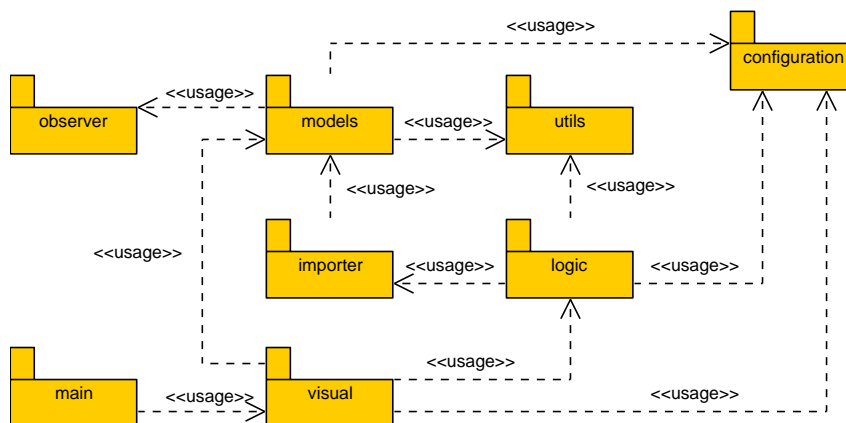 <<usage>>
configuration
<<usage>>
observer
models
<<usage>>
utils
<<usage>>
<<usage>>
<<usage>>
importer
<<usage>>
logic
<<usage>>
<<usage>>
main
<<usage>>
visual
<<usage>>
<<usage>>